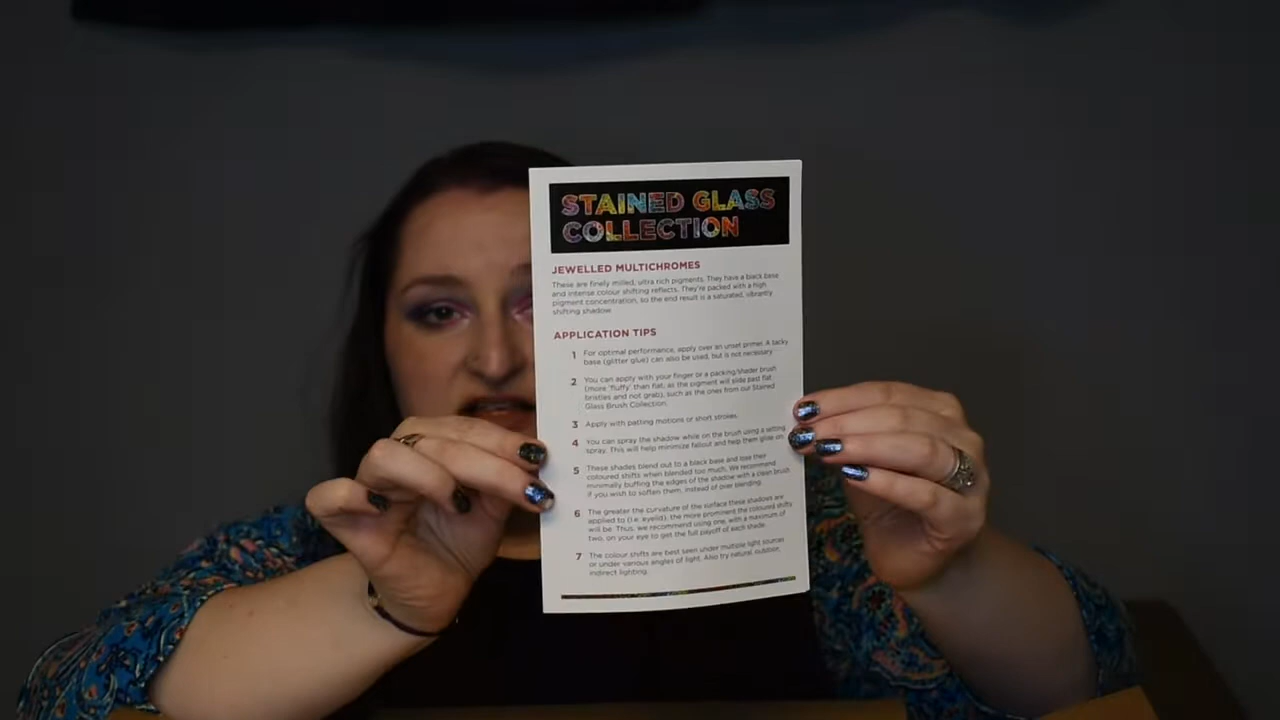 STAINED GLASS
COLLECTION
JEWELLED MULTICHROMES
These are finely milled, ultra rich pigments. They have a black base
and intense colour shifting reflects. They're packed with a high
pigment concentration, so the end result is a saturated, vibrantly
shifting shadow.
APPLICATION TIPS
1 For optimal performance, apply over an unset primer. A tacky
base (glitter glue) can also be used, but is not necessary.
2 You can apply with your finger or a packing/shader brush
(more 'fluffy' than flat, as the pigment will slide past flat
bristles and not grab), such as the ones from our Stained
Glass Brush Collection.
3 Apply with patting motions or short strokes.
4 You can spray the shadow while on the brush using a setting
spray. This will help minimize fallout and help them glide on.
5 These shades blend out to a black base and lose their
coloured shifts when blended too much. We recommend
minimally buffing the edges of the shadow with a clean brush
if you wish to soften them, instead of over blending.
6 The greater the curvature of the surface these shadows are
applied to (i.e. eyelid), the more prominent the coloured shifts
will be. Thus, we recommend using one, with a maximum of
two, on your eye to get the full payoff of each shade.
7 The colour shifts are best seen under multiple light sources
or under various angles of light. Also try natural, outdoor,
indirect lighting.